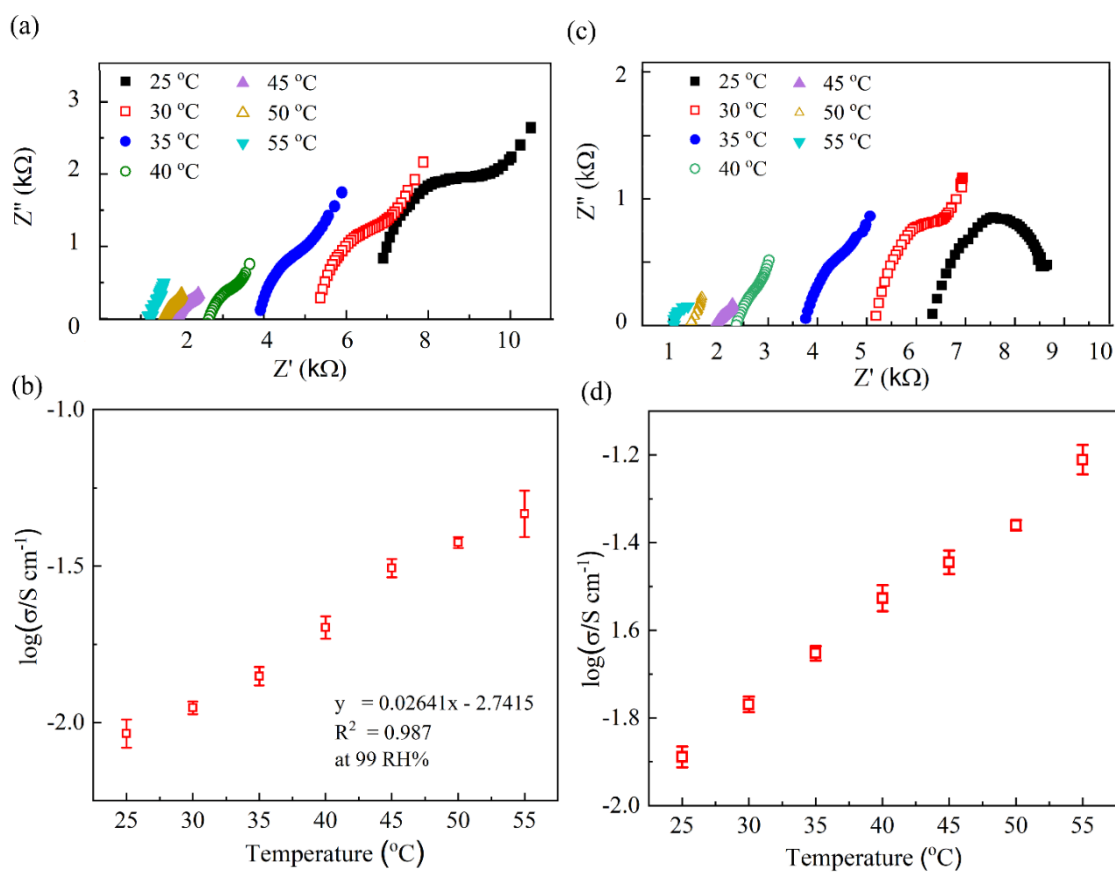 (a)
3
2
1
0
Z'' (kΩ)
25 °C
30 °C
35 °C
40 °C
45 °C
50 °C
55 °C
2
4
6
8
10
Z' (kΩ)
(c)
2
1
0
Z'' (kΩ)
25 °C
30 °C
35 °C
40 °C
45 °C
50 °C
55 °C
1
2
3
4
5
6
7
8
9
10
Z' (kΩ)
(b)
-1.0
-1.5
-2.0
log(σ/S cm⁻¹)
y = 0.02641x - 2.7415
R² = 0.987
at 99 RH%
25
30
35
40
45
50
55
Temperature (°C)
(d)
-1.2
-1.4
-1.6
-1.8
-2.0
log(σ/S cm⁻¹)
25
30
35
40
45
50
55
Temperature (°C)